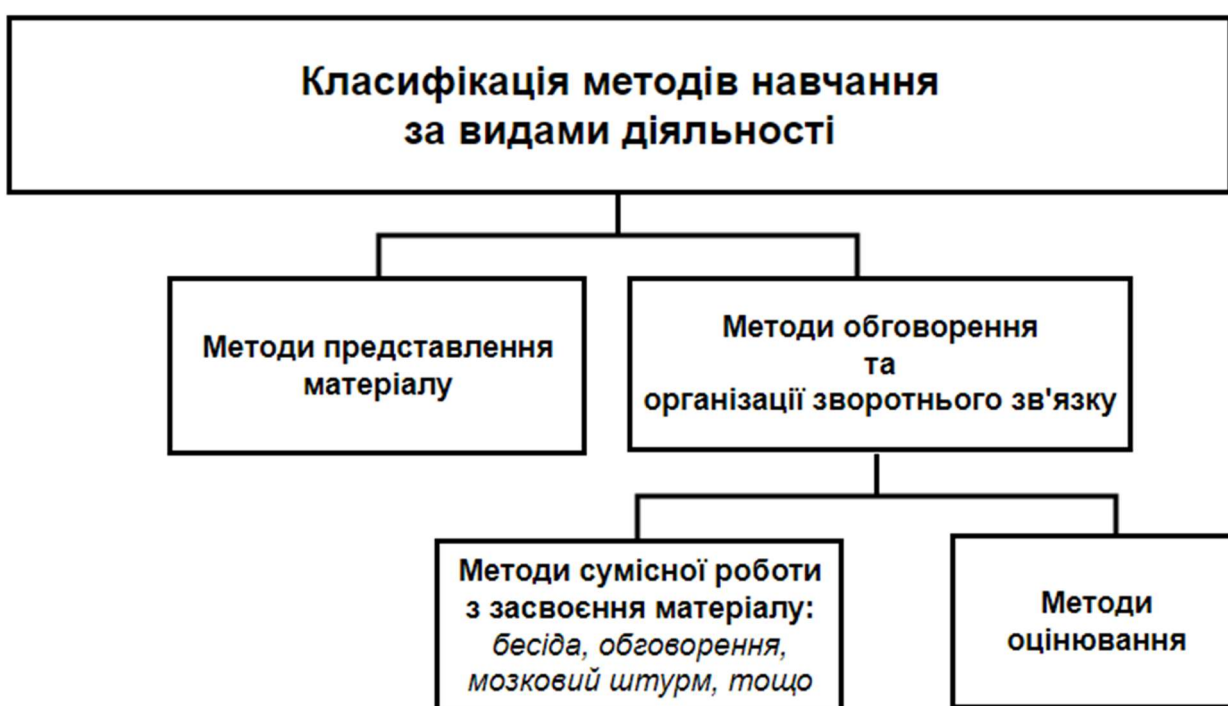 Класифікація методів навчання
за видами діяльності
Методи представлення
матеріалу
Методи обговорення
та
організації зворотнього зв'язку
Методи сумісної роботи
з засвоєння матеріалу:
бесіда, обговорення,
мозковий штурм, тощо
Методи
оцінювання